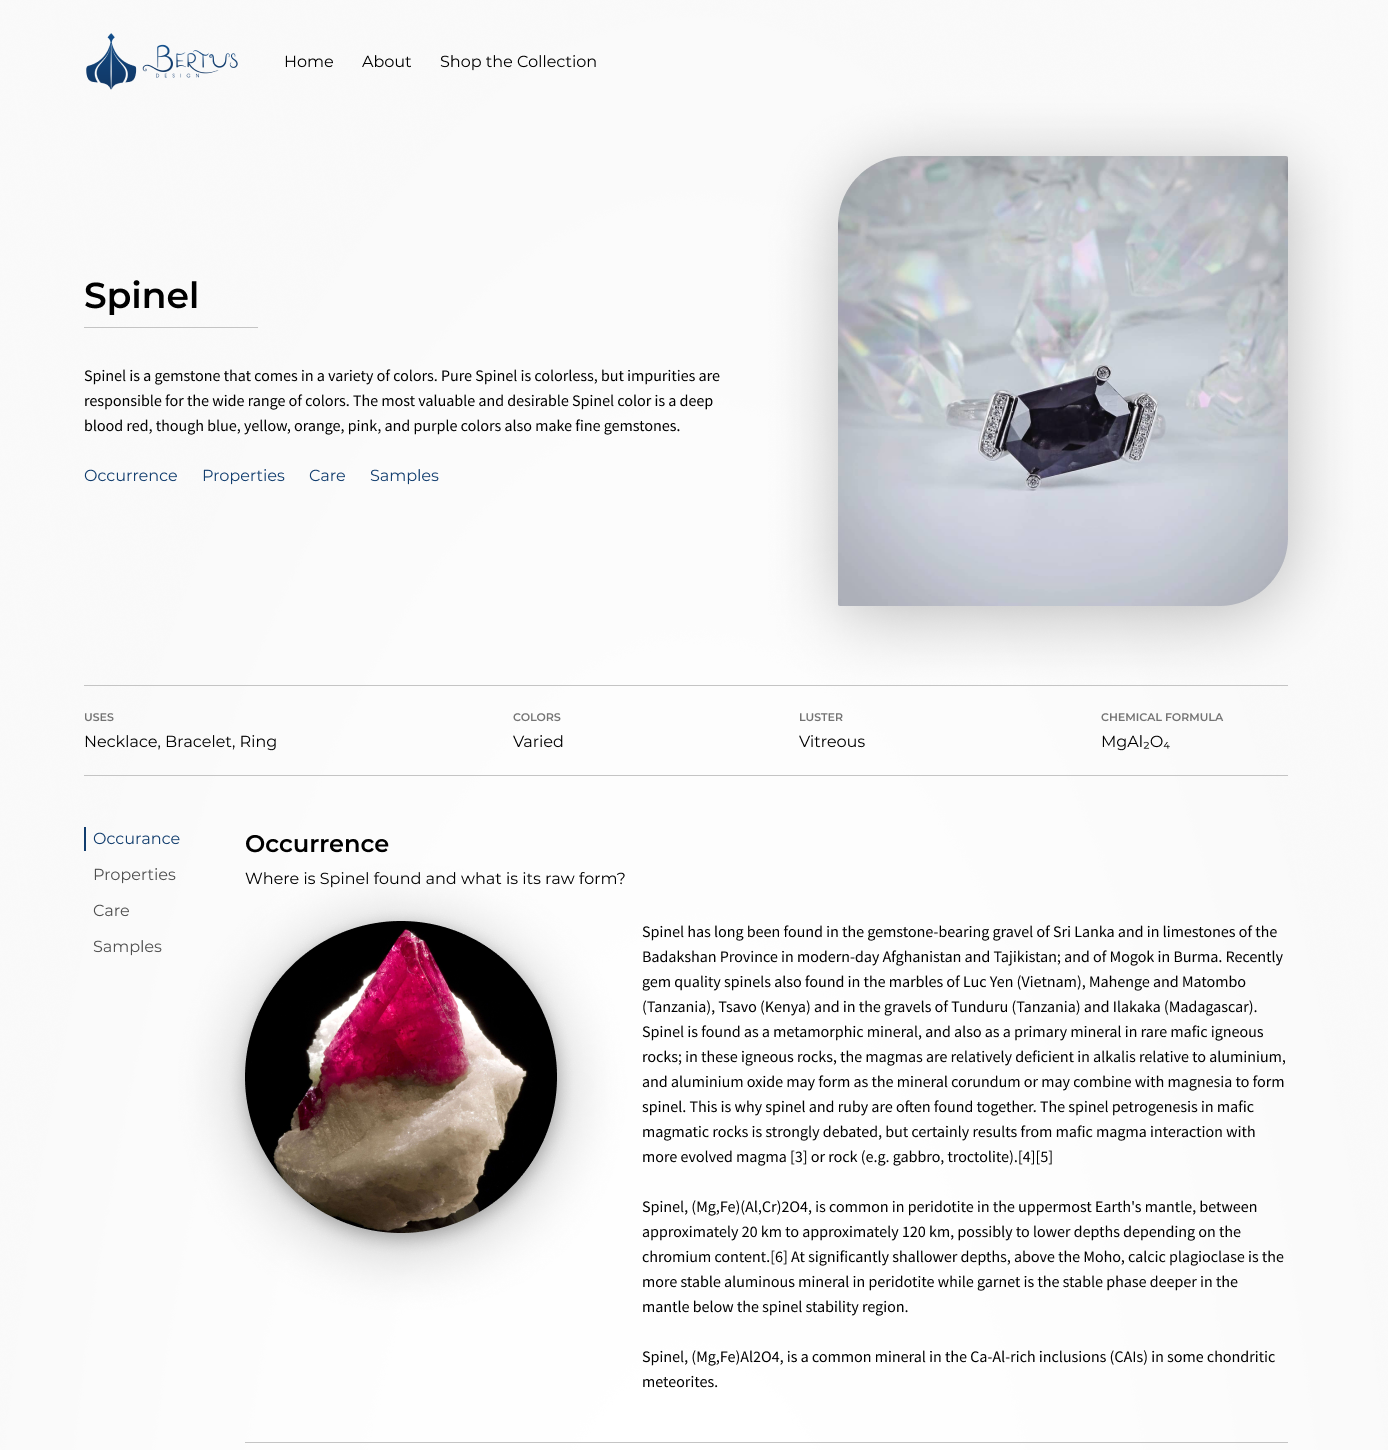 BERTUS
DESIGN
Home About Shop the Collection
Spinel
Spinel is a gemstone that comes in a variety of colors. Pure Spinel is colorless, but impurities are
responsible for the wide range of colors. The most valuable and desirable Spinel color is a deep
blood red, though blue, yellow, orange, pink, and purple colors also make fine gemstones.
Occurrence Properties Care Samples
USES
Necklace, Bracelet, Ring
COLORS
Varied
LUSTER
Vitreous
CHEMICAL FORMULA
MgAl₂O₄
Occurance
Properties
Care
Samples
Occurrence
Where is Spinel found and what is its raw form?
Spinel has long been found in the gemstone-bearing gravel of Sri Lanka and in limestones of the
Badakshan Province in modern-day Afghanistan and Tajikistan; and of Mogok in Burma. Recently
gem quality spinels also found in the marbles of Luc Yen (Vietnam), Mahenge and Matombo
(Tanzania), Tsavo (Kenya) and in the gravels of Tunduru (Tanzania) and Ilakaka (Madagascar).
Spinel is found as a metamorphic mineral, and also as a primary mineral in rare mafic igneous
rocks; in these igneous rocks, the magmas are relatively deficient in alkalis relative to aluminium,
and aluminium oxide may form as the mineral corundum or may combine with magnesia to form
spinel. This is why spinel and ruby are often found together. The spinel petrogenesis in mafic
magmatic rocks is strongly debated, but certainly results from mafic magma interaction with
more evolved magma [3] or rock (e.g. gabbro, troctolite).[4][5]
Spinel, (Mg,Fe)(Al,Cr)2O4, is common in peridotite in the uppermost Earth's mantle, between
approximately 20 km to approximately 120 km, possibly to lower depths depending on the
chromium content.[6] At significantly shallower depths, above the Moho, calcic plagioclase is the
more stable aluminous mineral in peridotite while garnet is the stable phase deeper in the
mantle below the spinel stability region.
Spinel, (Mg,Fe)Al2O4, is a common mineral in the Ca-Al-rich inclusions (CAIs) in some chondritic
meteorites.